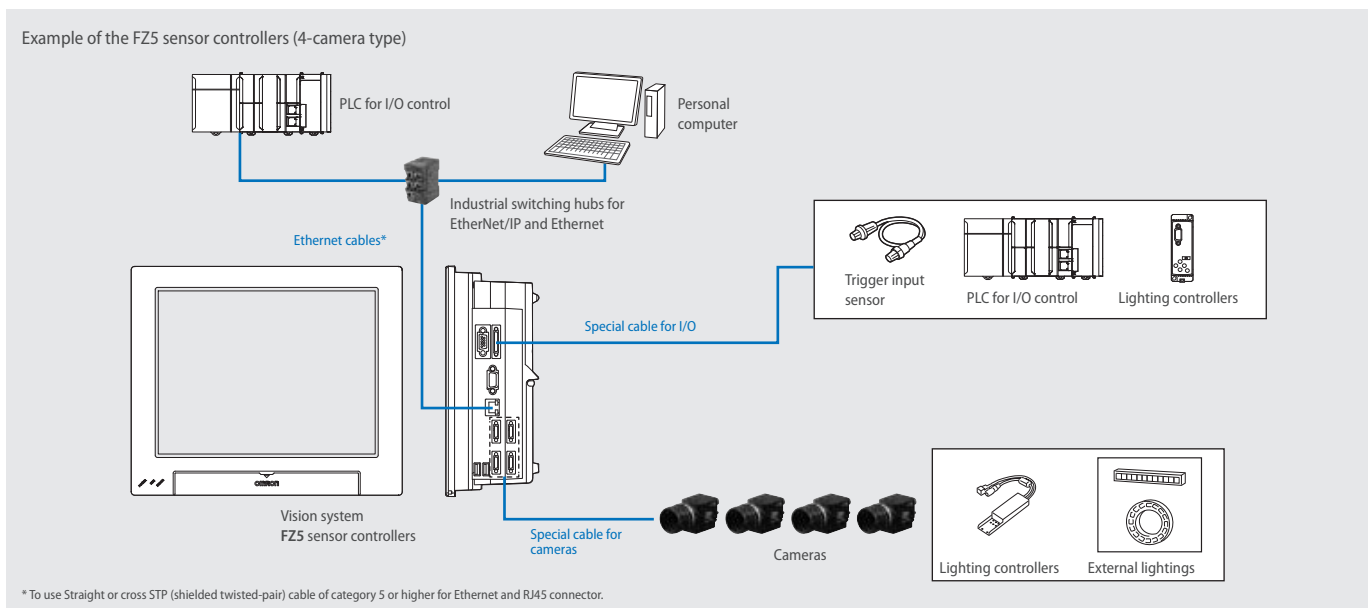 Example of the FZ5 sensor controllers (4-camera type)
PLC for I/O control
Personal
computer
Industrial switching hubs for
EtherNet/IP and Ethernet
Ethernet cables*
Trigger input
sensor
PLC for I/O control
Lighting controllers
Special cable for I/O
OMRON
Vision system
FZ5 sensor controllers
Special cable for
cameras
Cameras
Lighting controllers
External lightings
* To use Straight or cross STP (shielded twisted-pair) cable of category 5 or higher for Ethernet and RJ45 connector.